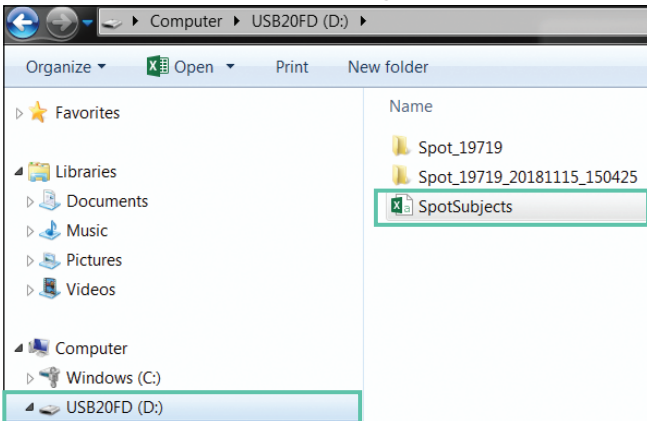 Computer USB20FD (D:)
Organize Open Print New folder
Favorites
Libraries
Documents
Music
Pictures
Videos
Computer
Windows (C:)
USB20FD (D:)
Name
Spot_19719
Spot_19719_20181115_150425
SpotSubjects